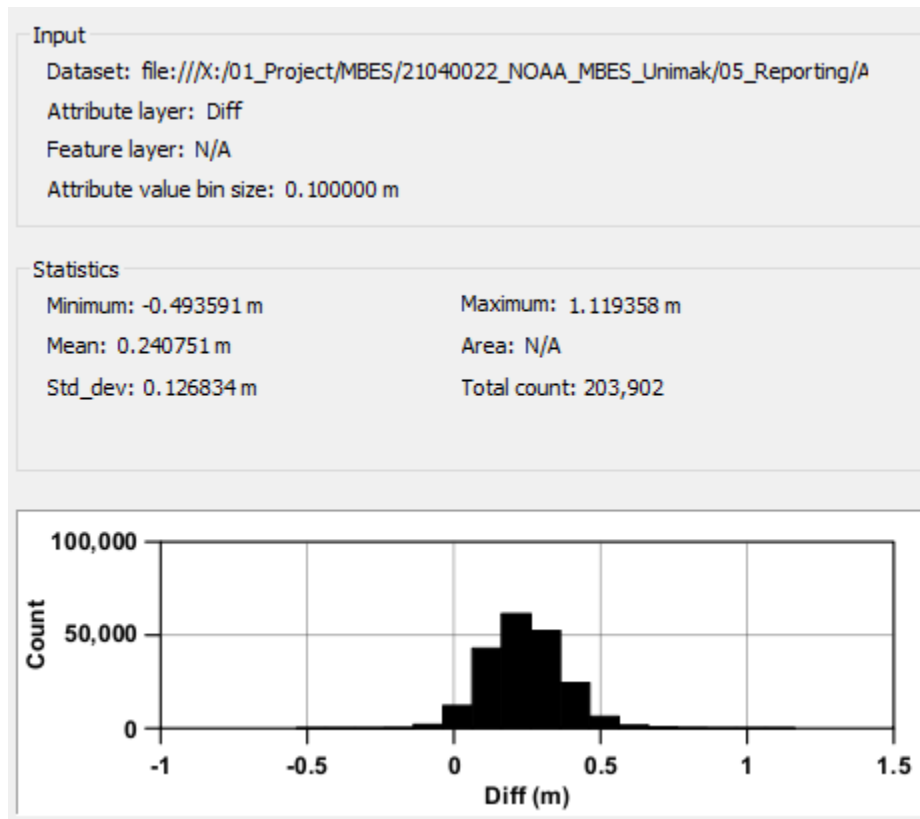 Input
Dataset: file:///X:/01_Project/MBES/21040022_NOAA_MBES_Unimak/05_Reporting/A
Attribute layer: Diff
Feature layer: N/A
Attribute value bin size: 0.100000 m
Statistics
Minimum: -0.493591 m Maximum: 1.119358 m
Mean: 0.240751 m Area: N/A
Std_dev: 0.126834 m Total count: 203,902
100,000
50,000
0
Count
-1 -0.5 0 0.5 1 1.5
Diff (m)